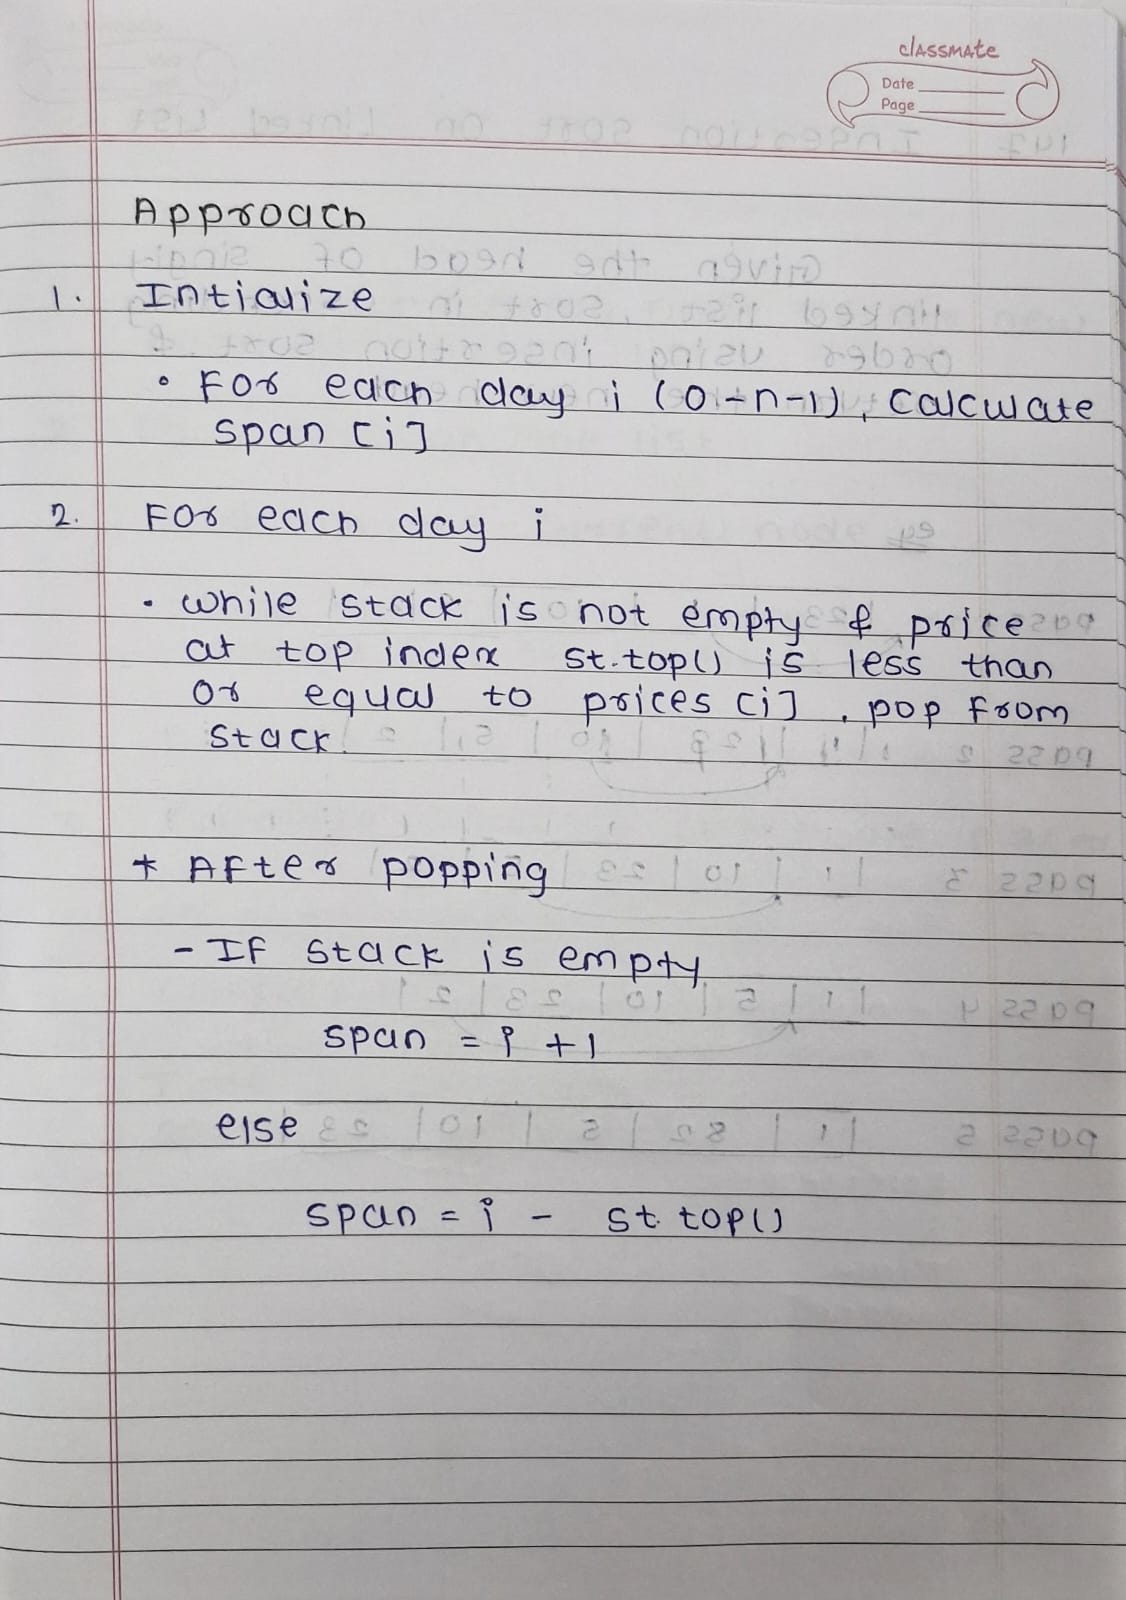 classmate
Date
Page
Approach
1. Intialize
• For each day i (0-n-1), calculate
span [i]
2. For each day i
• while stack is not empty & price
at top index st.top() is less than
or equal to prices [i] , pop from
stack.
* After popping
- If stack is empty
span = i +1
else
span = i - st.top()